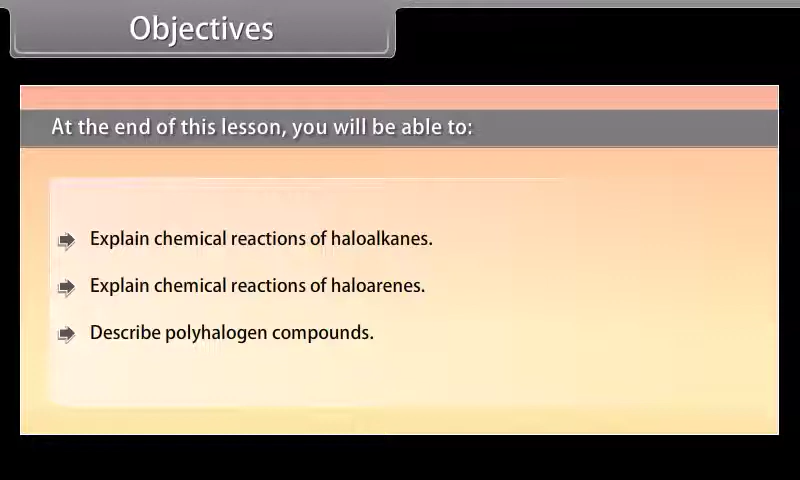 Objectives
At the end of this lesson, you will be able to:
Explain chemical reactions of haloalkanes.
Explain chemical reactions of haloarenes.
Describe polyhalogen compounds.